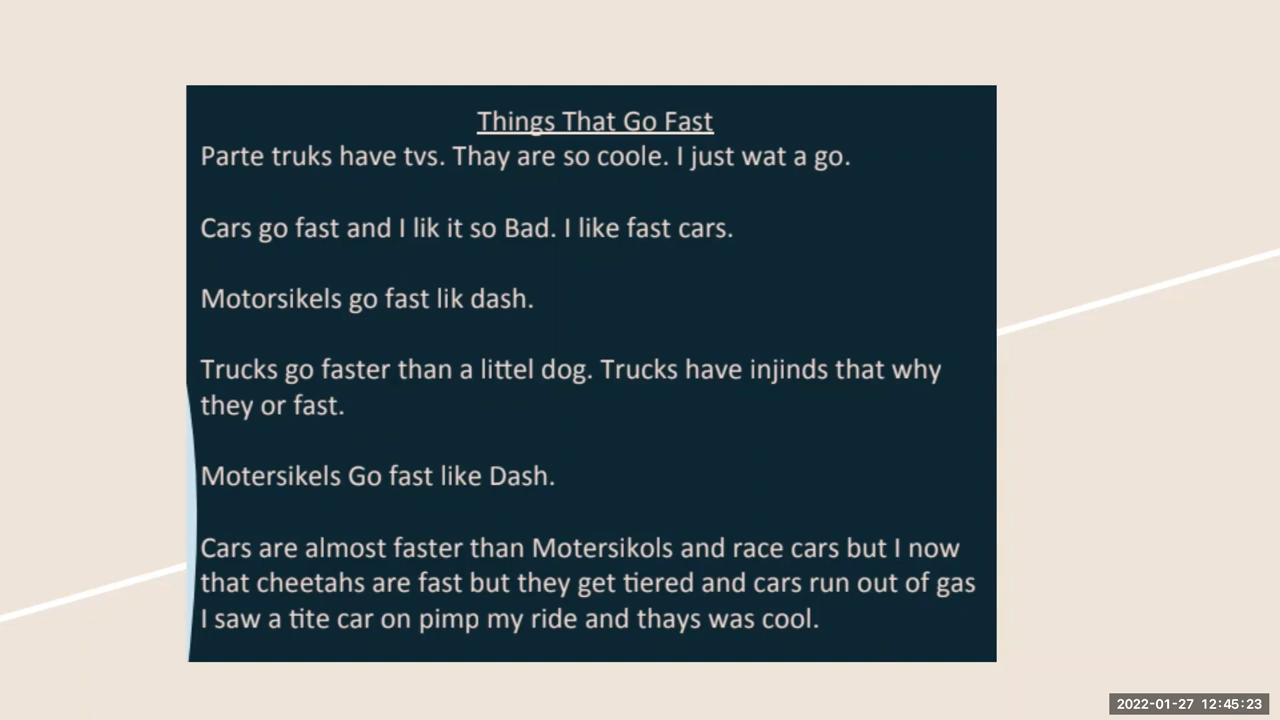 Things That Go Fast
Parte truks have tvs. Thay are so coole. I just wat a go.
Cars go fast and I lik it so Bad. I like fast cars.
Motorsikels go fast lik dash.
Trucks go faster than a littel dog. Trucks have injinds that why
they or fast.
Motersikels Go fast like Dash.
Cars are almost faster than Motersikols and race cars but I now
that cheetahs are fast but they get tiered and cars run out of gas
I saw a tite car on pimp my ride and thays was cool.
2022-01-27 12:45:23